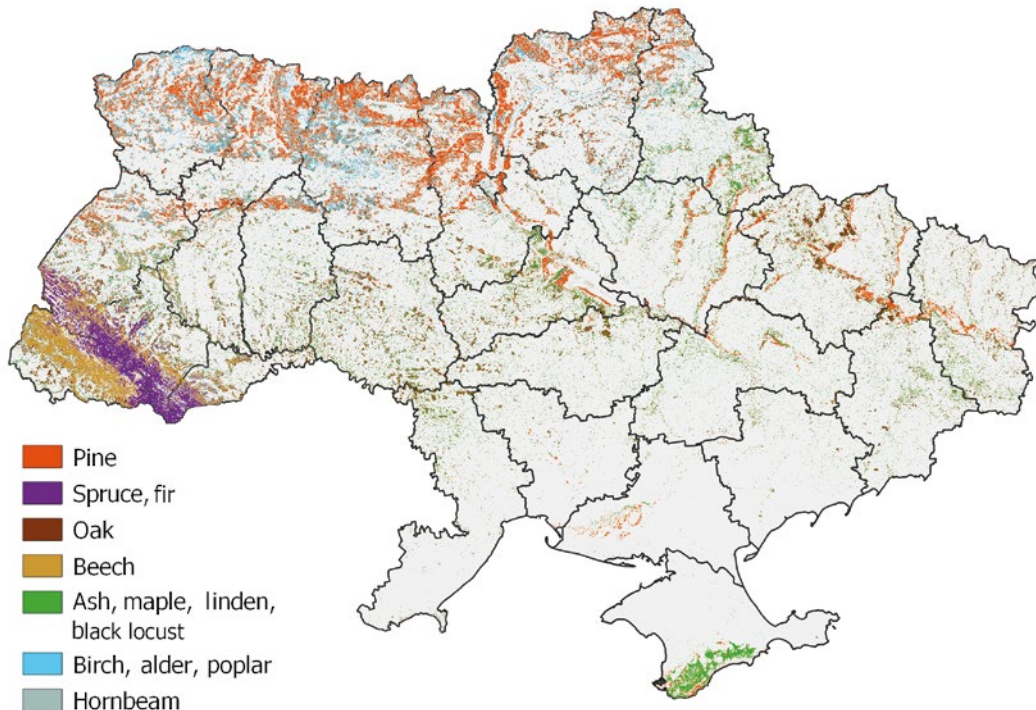 Pine
Spruce, fir
Oak
Beech
Ash, maple, linden,
black locust
Birch, alder, poplar
Hornbeam